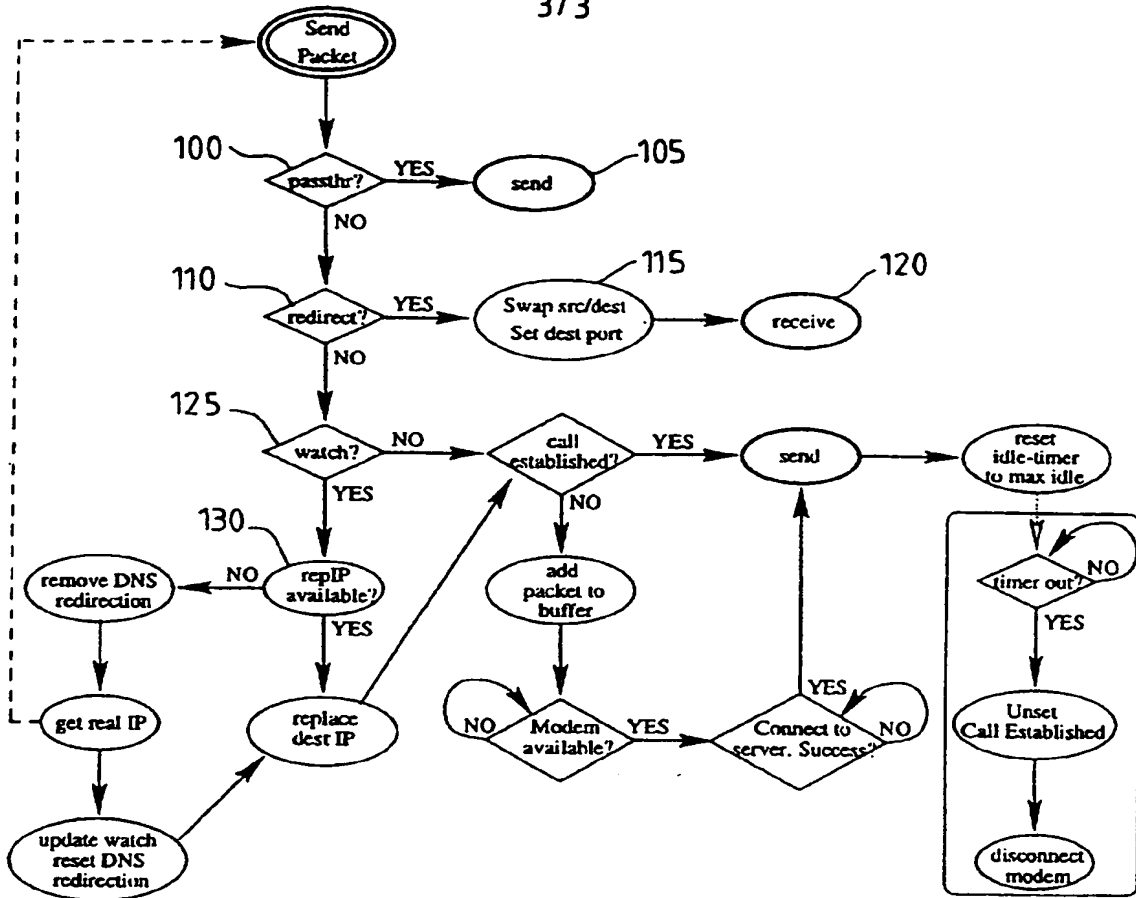 3/3
Send
Packet
100
passthr?
YES
send
105
NO
110
redirect?
YES
115
Swap src/dest
Set dest port
120
receive
NO
125
watch?
NO
call
established?
YES
send
reset
idle-timer
to max idle
YES
NO
130
repIP
available?
NO
remove DNS
redirection
YES
add
packet to
buffer
timer out?
NO
YES
get real IP
replace
dest IP
NO
Modem
available?
YES
YES
Connect to
server. Success?
NO
Unset
Call Established
update watch
reset DNS
redirection
disconnect
modem